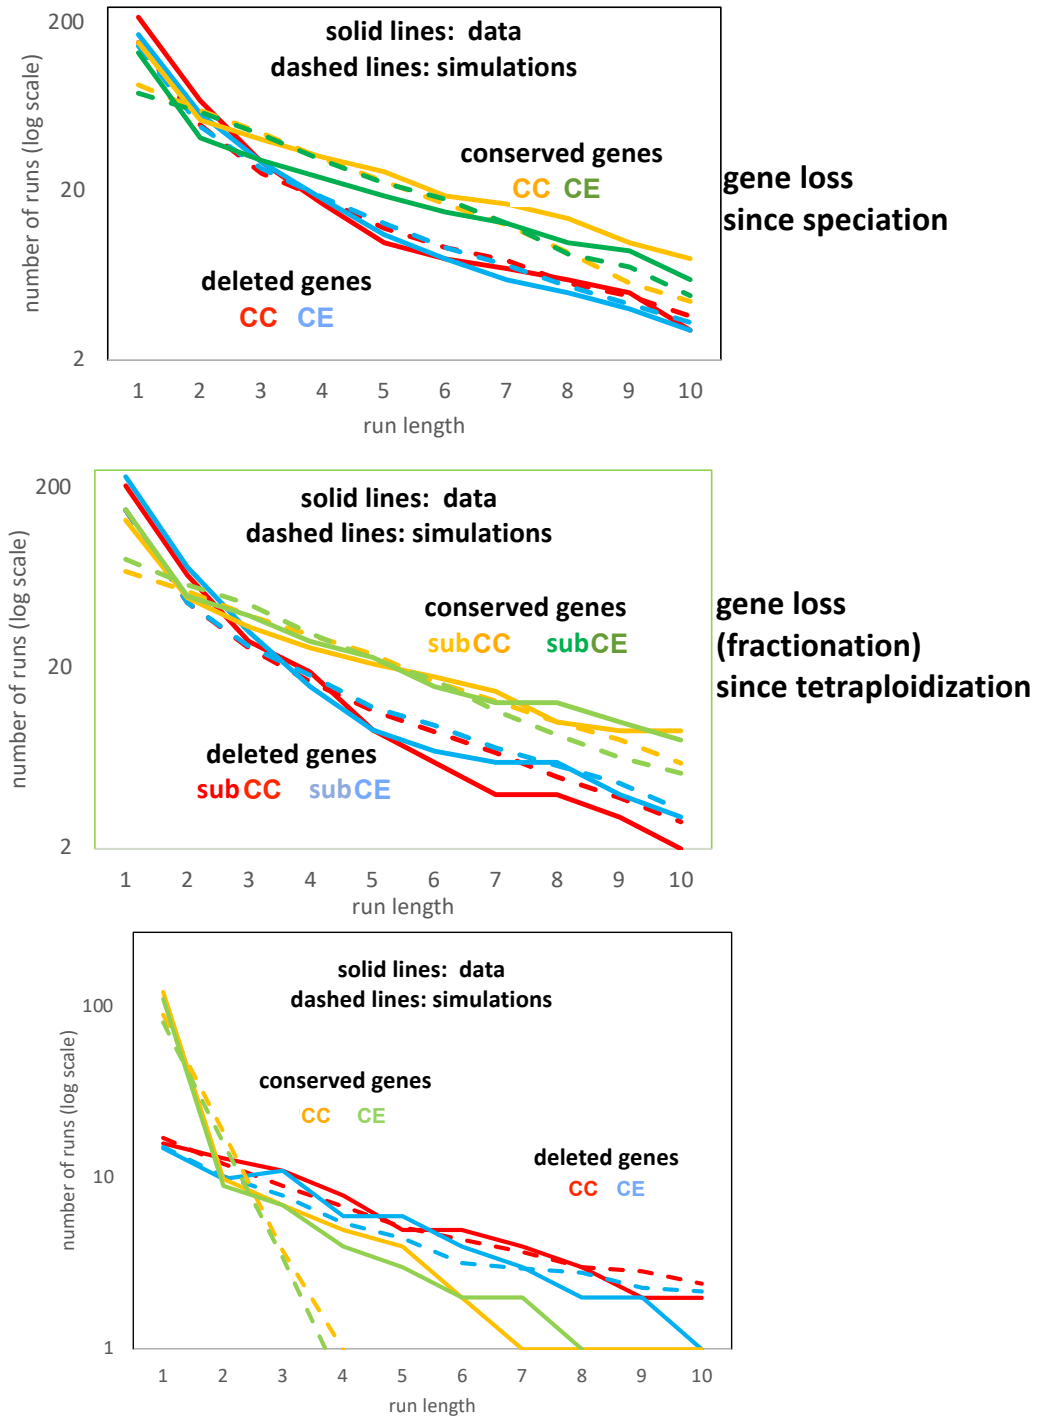 200
20
2
number of runs (log scale)
solid lines: data
dashed lines: simulations
conserved genes
CC CE
deleted genes
CC CE
1 2 3 4 5 6 7 8 9 10
run length
gene loss
since speciation
200
20
2
number of runs (log scale)
solid lines: data
dashed lines: simulations
conserved genes
subCC subCE
deleted genes
subCC subCE
1 2 3 4 5 6 7 8 9 10
run length
gene loss
(fractionation)
since tetraploidization
100
10
1
number of runs (log scale)
solid lines: data
dashed lines: simulations
conserved genes
CC CE
deleted genes
CC CE
1 2 3 4 5 6 7 8 9 10
run length